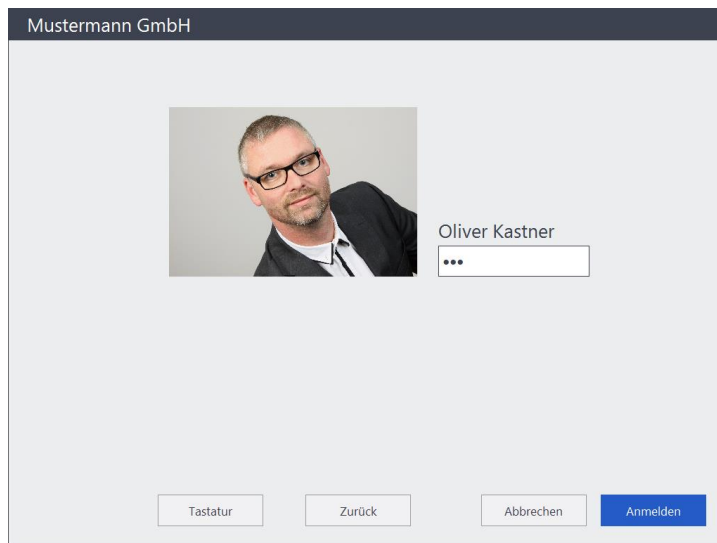 Mustermann GmbH
Oliver Kastner
•••
Tastatur
Zurück
Abbrechen
Anmelden